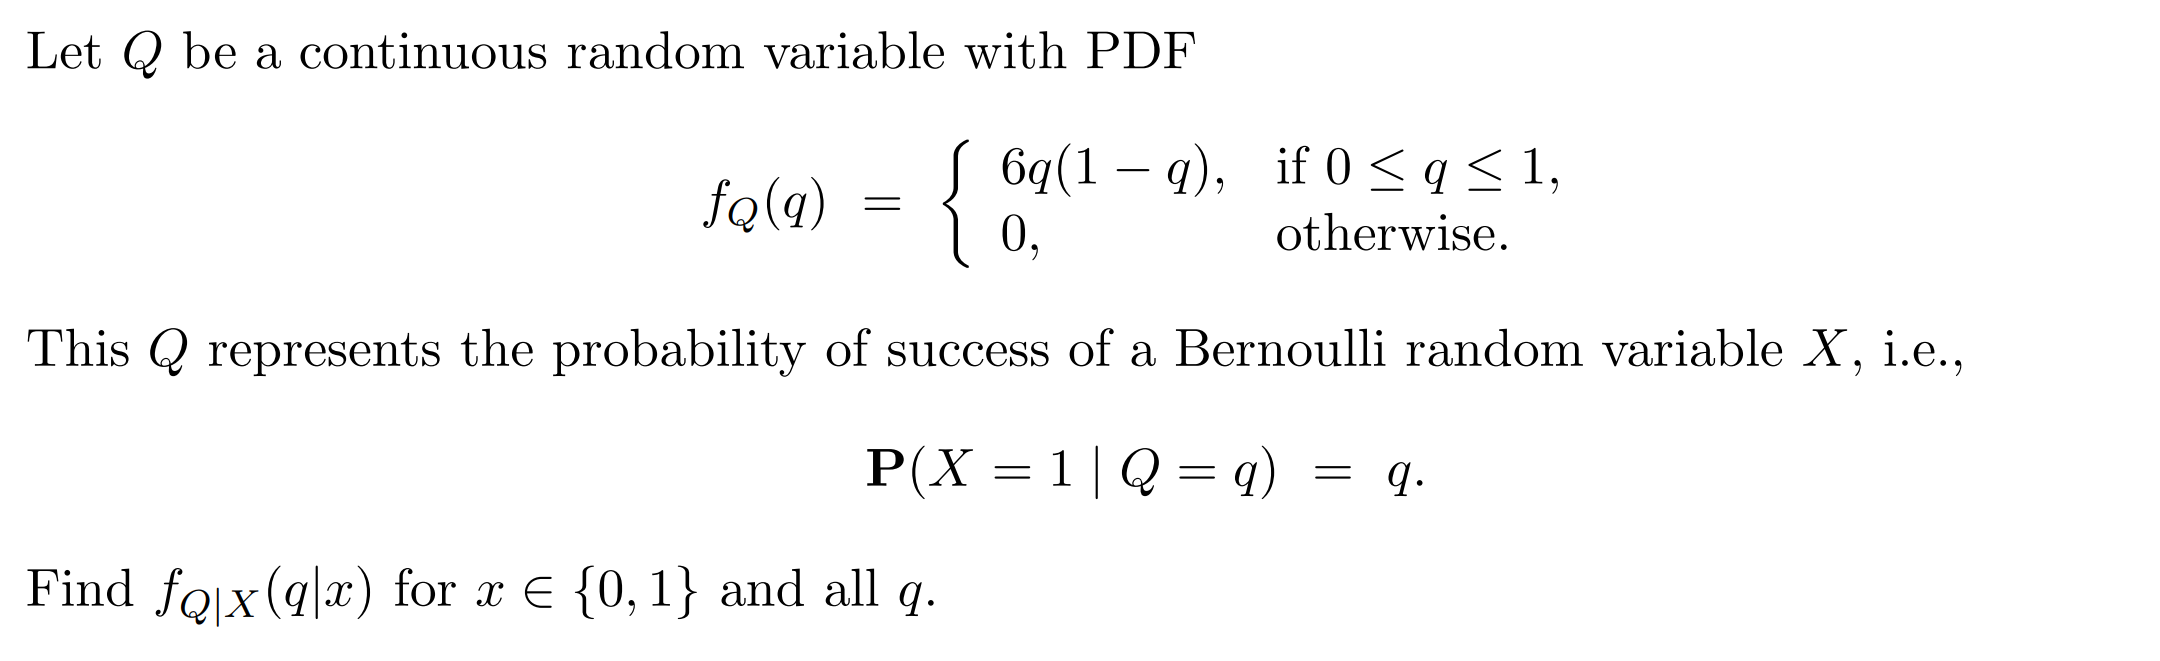 Let Q be a continuous random variable with PDF
f_Q(q) = { 6q(1 − q), if 0 ≤ q ≤ 1,
0, otherwise.
This Q represents the probability of success of a Bernoulli random variable X, i.e.,
P(X = 1 | Q = q) = q.
Find f_{Q|X}(q|x) for x ∈ {0, 1} and all q.